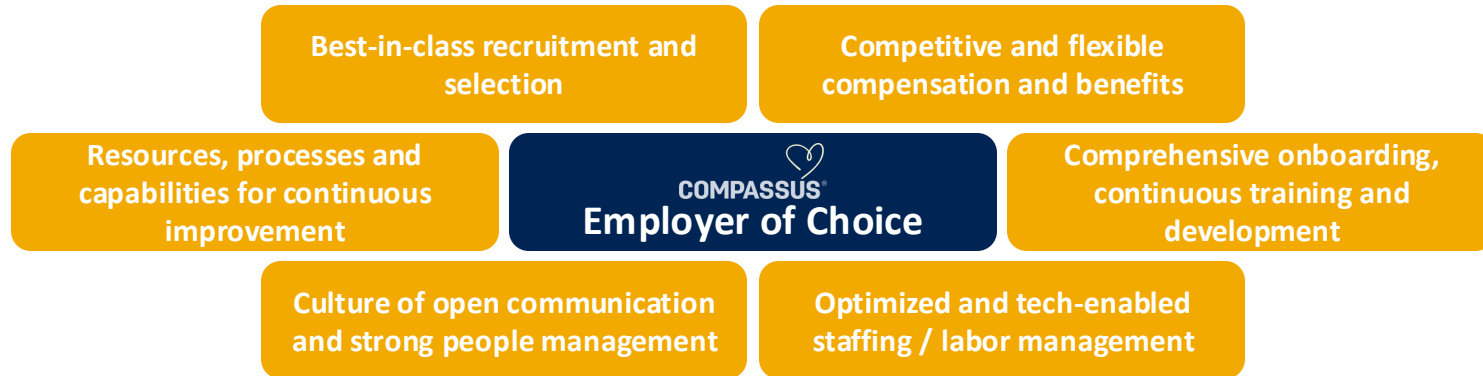 Best-in-class recruitment and
selection
Competitive and flexible
compensation and benefits
Resources, processes and
capabilities for continuous
improvement
COMPASSUS®
Employer of Choice
Comprehensive onboarding,
continuous training and
development
Culture of open communication
and strong people management
Optimized and tech-enabled
staffing / labor management